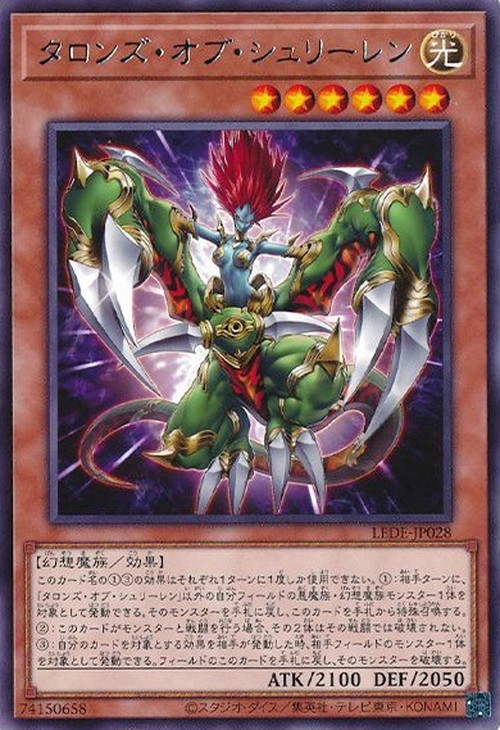 タロンズ・オブ・シュリーレン
光
LEDE-JP028
【幻想魔族／効果】
このカード名の①③の効果はそれぞれ1ターンに1度しか使用できない。①：相手ターンに、
「タロンズ・オブ・シュリーレン」以外の自分フィールドの悪魔族・幻想魔族モンスター1体を
対象として発動できる。そのモンスターを手札に戻し、このカードを手札から特殊召喚する。
②：このカードがモンスターと戦闘を行う場合、その2体はその戦闘では破壊されない。
③：自分のカードを対象とする効果を相手が発動した時、相手フィールドのモンスター1体
を対象として発動できる。フィールドのこのカードを手札に戻し、そのモンスターを破壊する。
ATK/2100 DEF/2050
74150658
©スタジオ・ダイス／集英社・テレビ東京・KONAMI